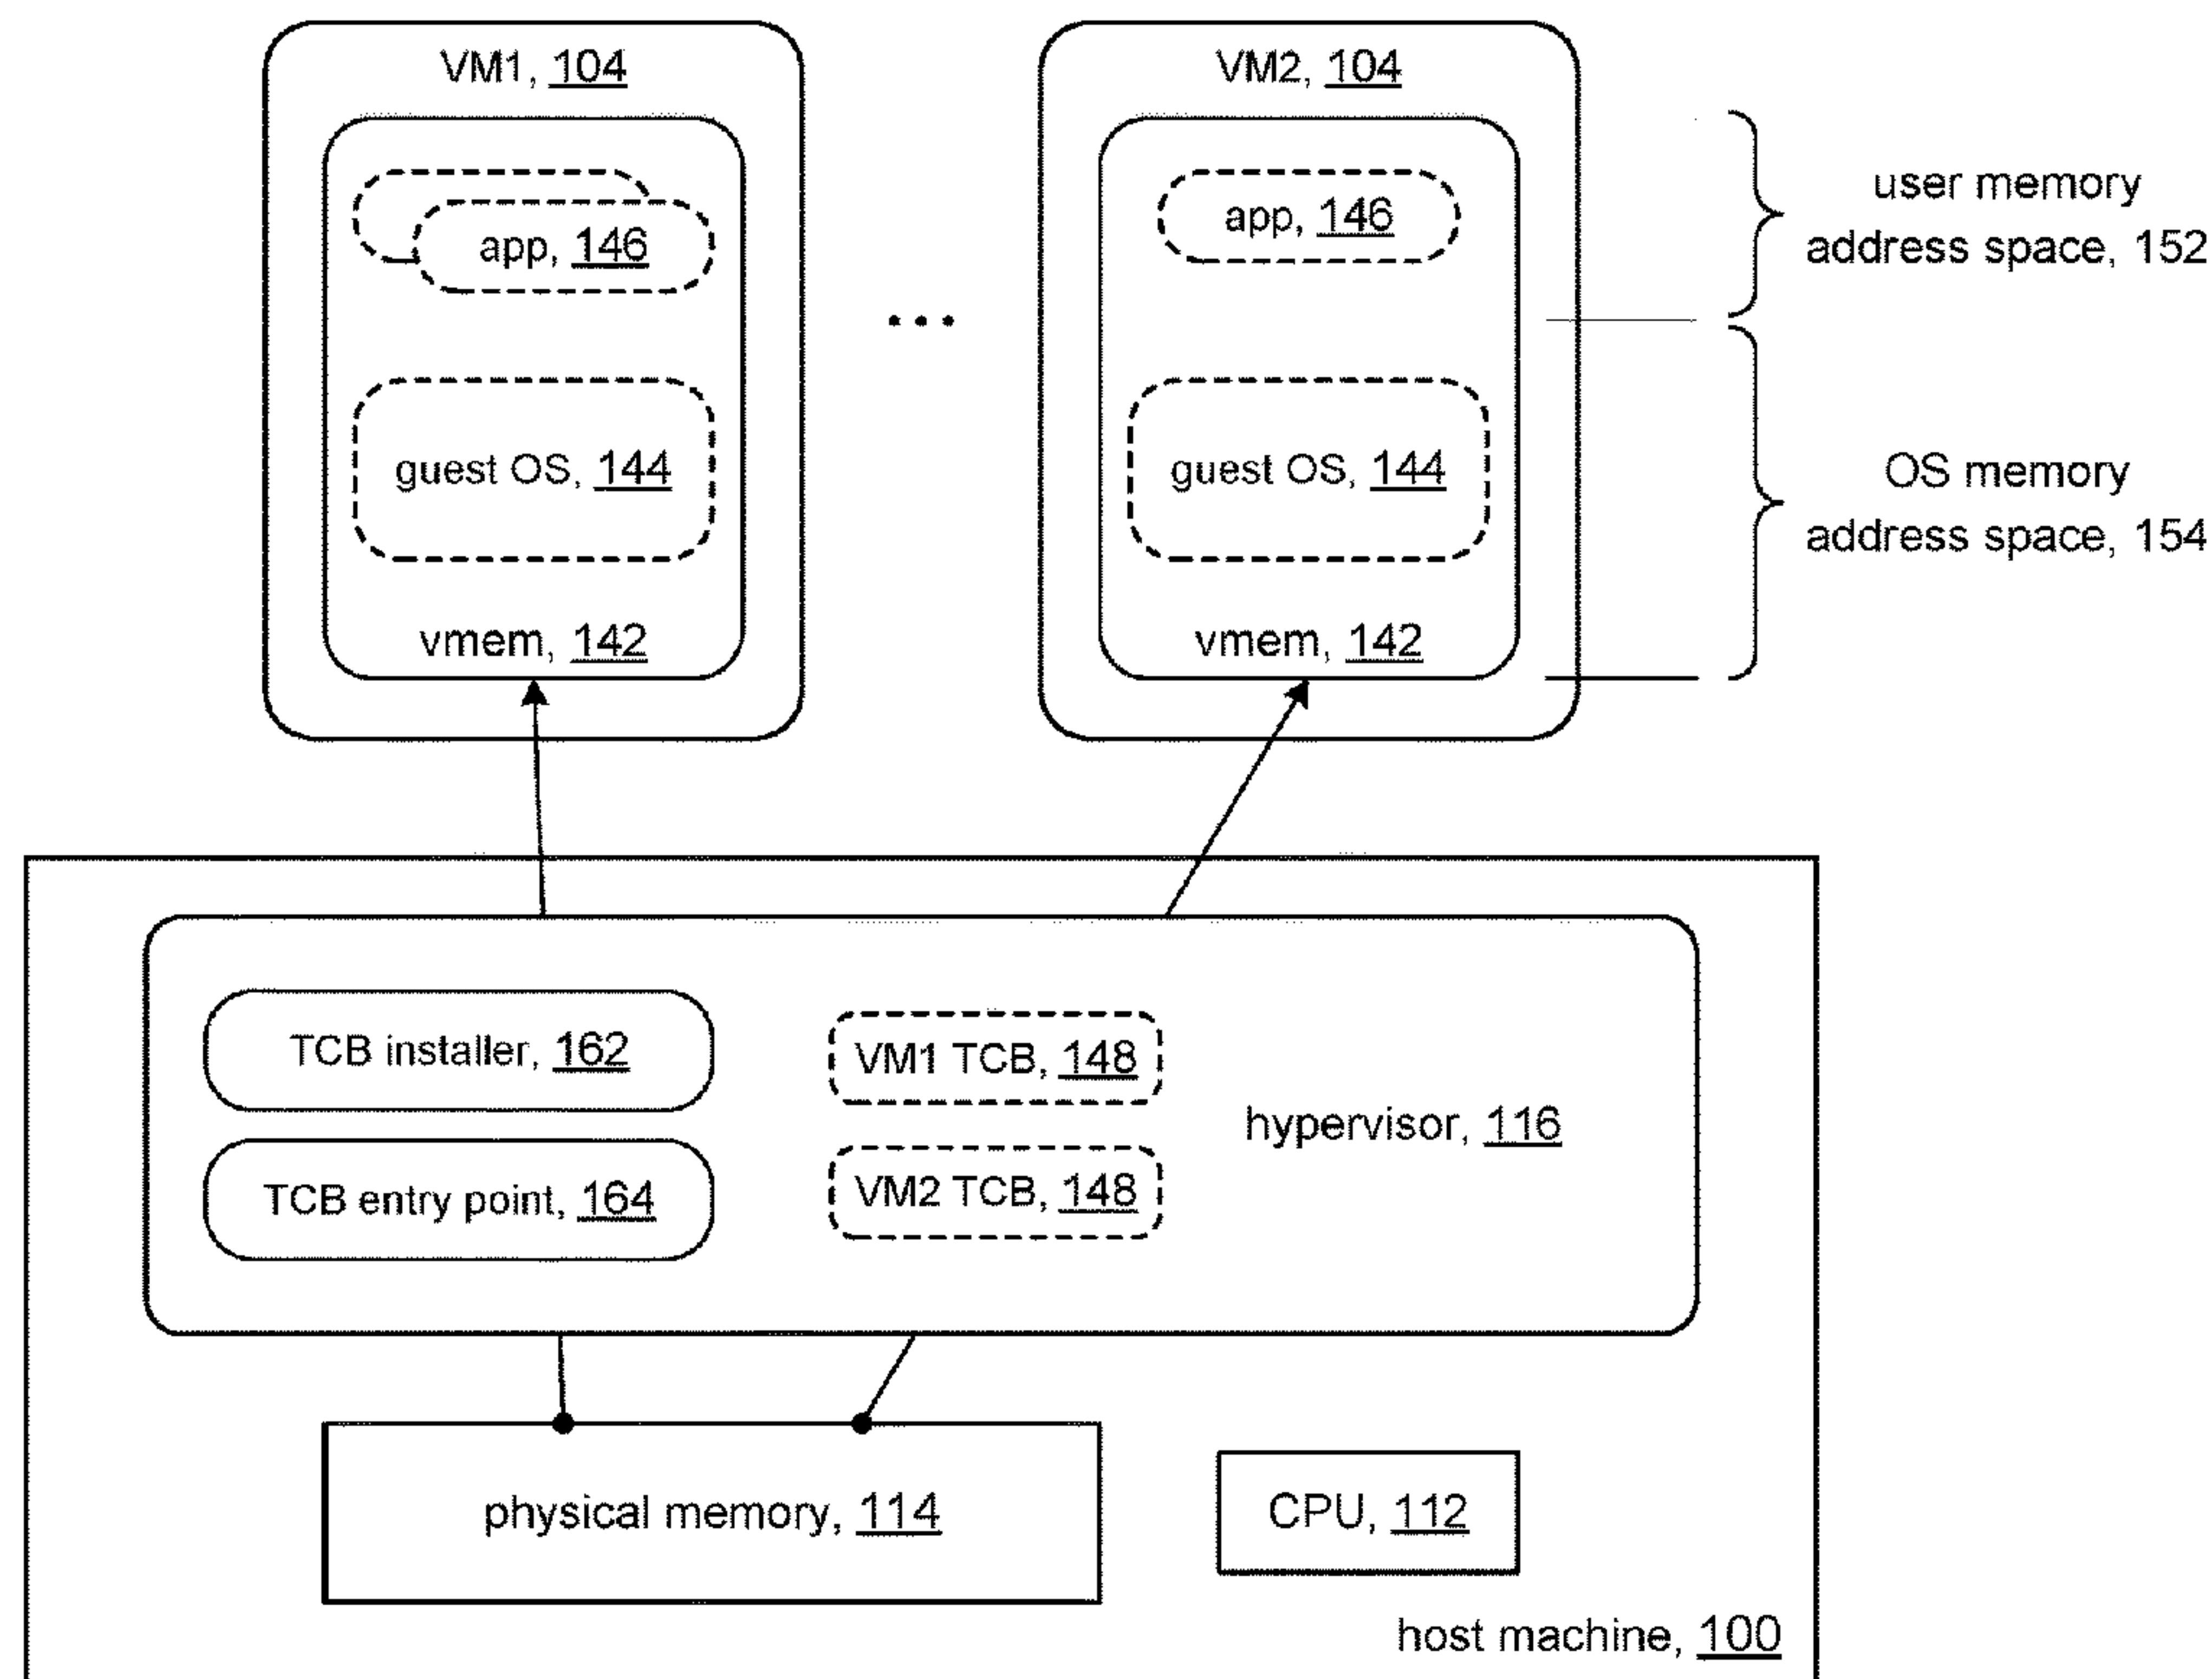 VM1, 104
VM2, 104
app, 146
app, 146
user memory
address space, 152
...
guest OS, 144
guest OS, 144
OS memory
address space, 154
vmem, 142
vmem, 142
TCB installer, 162
VM1 TCB, 148
hypervisor, 116
TCB entry point, 164
VM2 TCB, 148
physical memory, 114
CPU, 112
host machine, 100